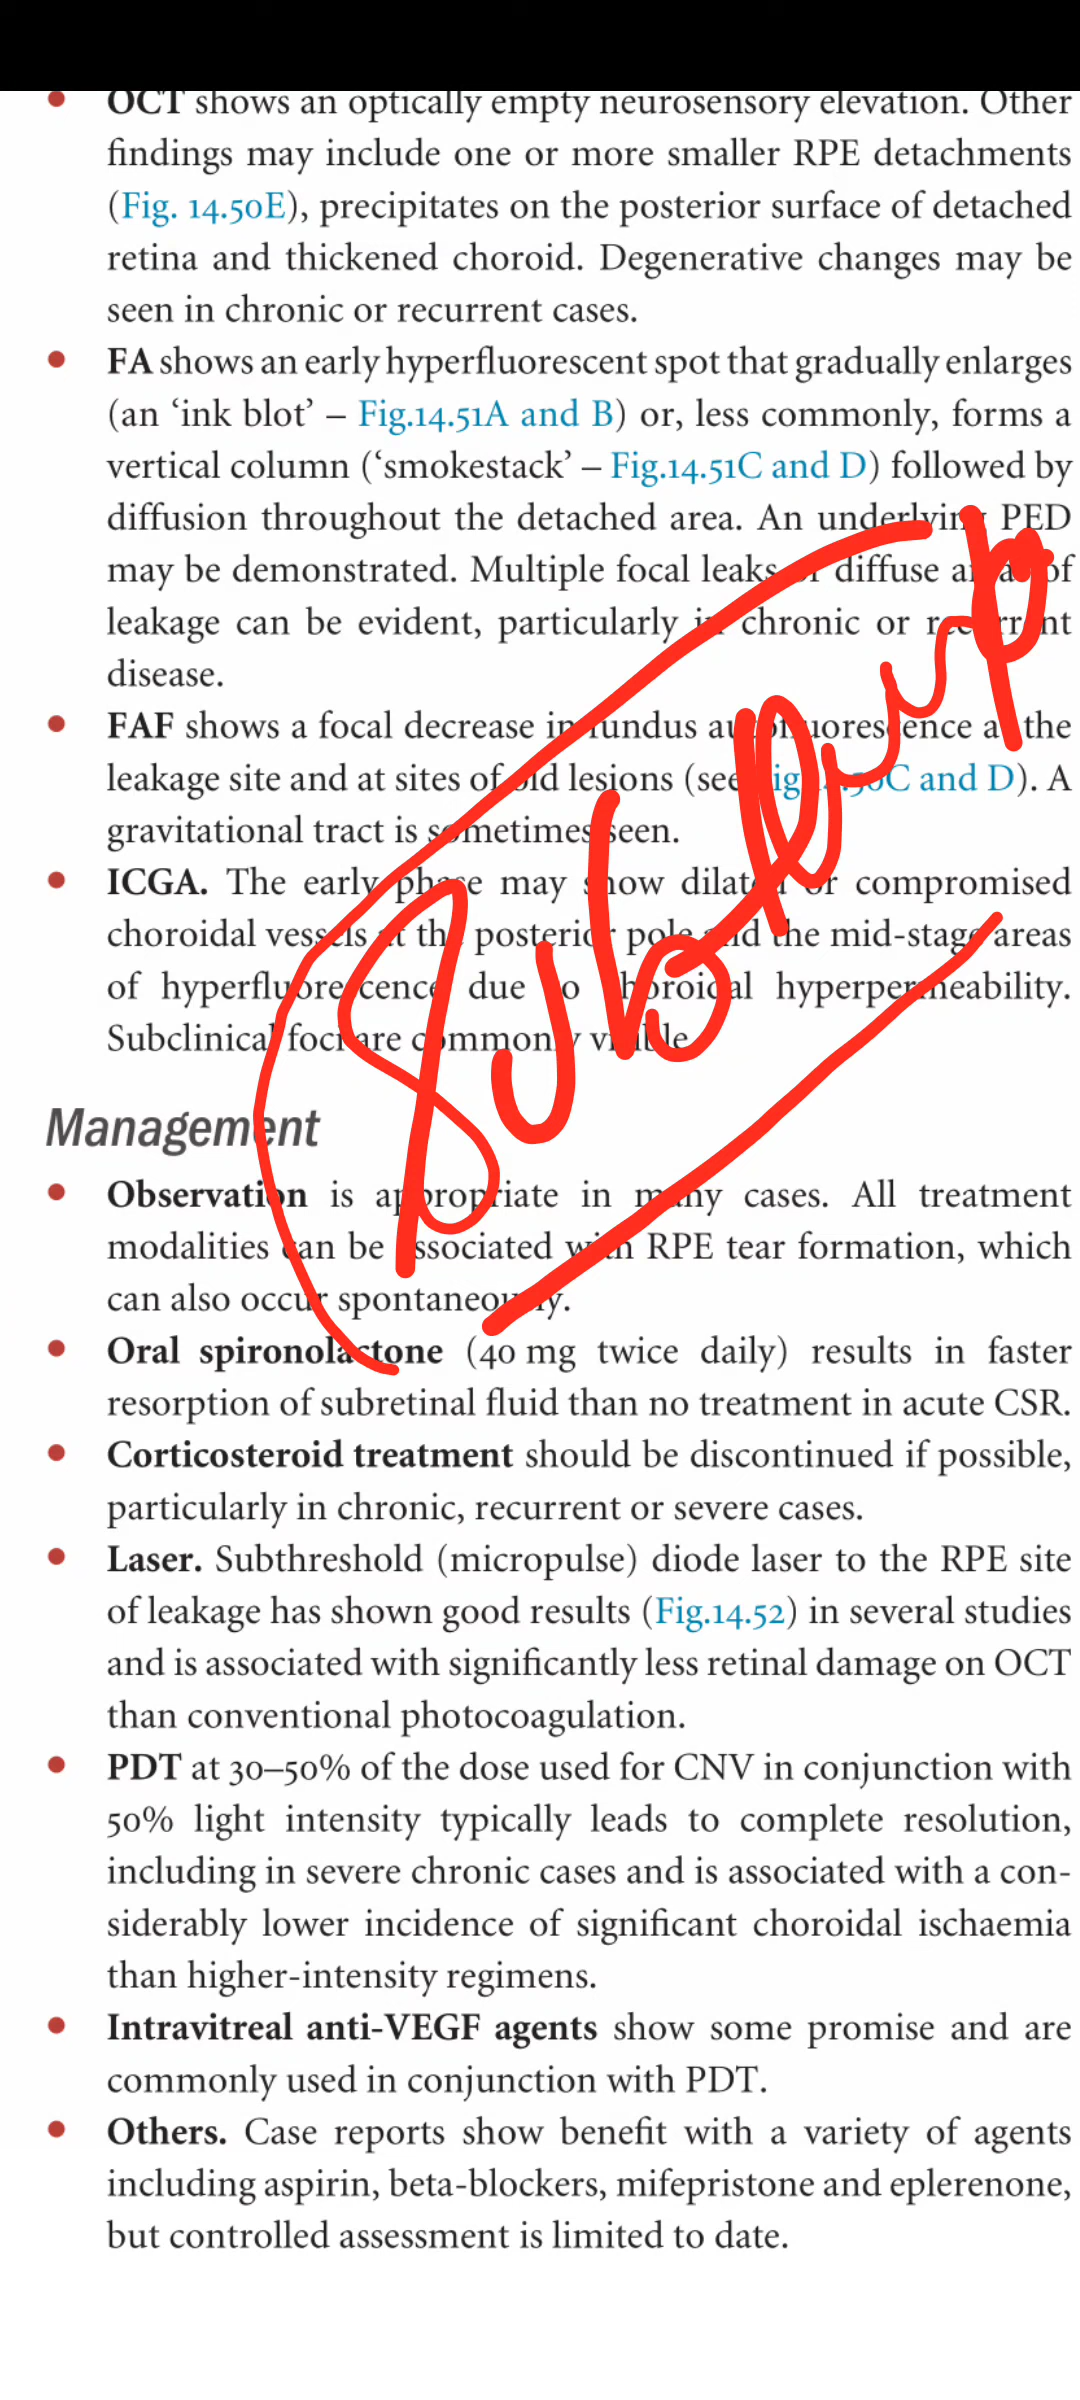 OCT shows an optically empty neurosensory elevation. Other
findings may include one or more smaller RPE detachments
(Fig. 14.50E), precipitates on the posterior surface of detached
retina and thickened choroid. Degenerative changes may be
seen in chronic or recurrent cases.
FA shows an early hyperfluorescent spot that gradually enlarges
(an ‘ink blot’ – Fig.14.51A and B) or, less commonly, forms a
vertical column (‘smokestack’ – Fig.14.51C and D) followed by
diffusion throughout the detached area. An underlying PED
may be demonstrated. Multiple focal leaks or diffuse areas of
leakage can be evident, particularly in chronic or recurrent
disease.
FAF shows a focal decrease in fundus autofluorescence at the
leakage site and at sites of old lesions (see Fig. 14.50C and D). A
gravitational tract is sometimes seen.
ICGA. The early phase may show dilated or compromised
choroidal vessels at the posterior pole and the mid-stage areas
of hyperfluorescence due to choroidal hyperpermeability.
Subclinical foci are commonly visible.
Management
Observation is appropriate in many cases. All treatment
modalities can be associated with RPE tear formation, which
can also occur spontaneously.
Oral spironolactone (40 mg twice daily) results in faster
resorption of subretinal fluid than no treatment in acute CSR.
Corticosteroid treatment should be discontinued if possible,
particularly in chronic, recurrent or severe cases.
Laser. Subthreshold (micropulse) diode laser to the RPE site
of leakage has shown good results (Fig.14.52) in several studies
and is associated with significantly less retinal damage on OCT
than conventional photocoagulation.
PDT at 30–50% of the dose used for CNV in conjunction with
50% light intensity typically leads to complete resolution,
including in severe chronic cases and is associated with a con-
siderably lower incidence of significant choroidal ischaemia
than higher-intensity regimens.
Intravitreal anti-VEGF agents show some promise and are
commonly used in conjunction with PDT.
Others. Case reports show benefit with a variety of agents
including aspirin, beta-blockers, mifepristone and eplerenone,
but controlled assessment is limited to date.